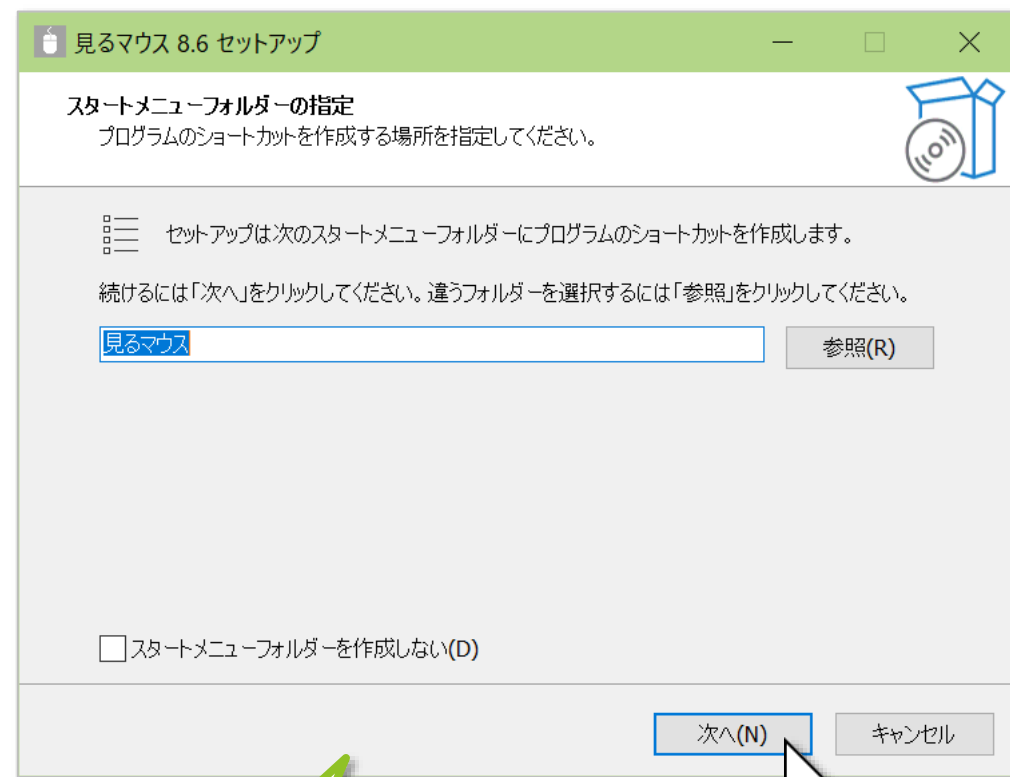 見るマウス 8.6 セットアップ
スタートメニューフォルダーの指定
プログラムのショートカットを作成する場所を指定してください。
セットアップは次のスタートメニューフォルダーにプログラムのショートカットを作成します。
続けるには「次へ」をクリックしてください。違うフォルダーを選択するには「参照」をクリックしてください。
見るマウス
参照(R)
スタートメニューフォルダーを作成しない(D)
次へ(N)
キャンセル